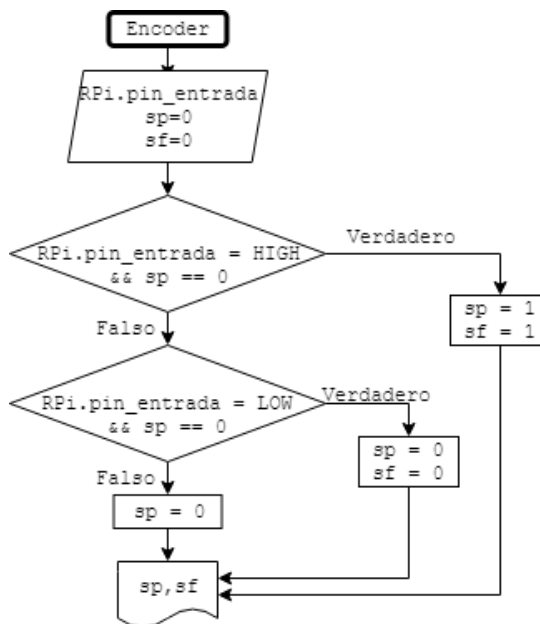 Encoder
RPi.pin_entrada
sp=0
sf=0
RPi.pin_entrada = HIGH
&& sp == 0
Verdadero
sp = 1
sf = 1
Falso
RPi.pin_entrada = LOW
&& sp == 0
Verdadero
sp = 0
sf = 0
Falso
sp = 0
sp,sf